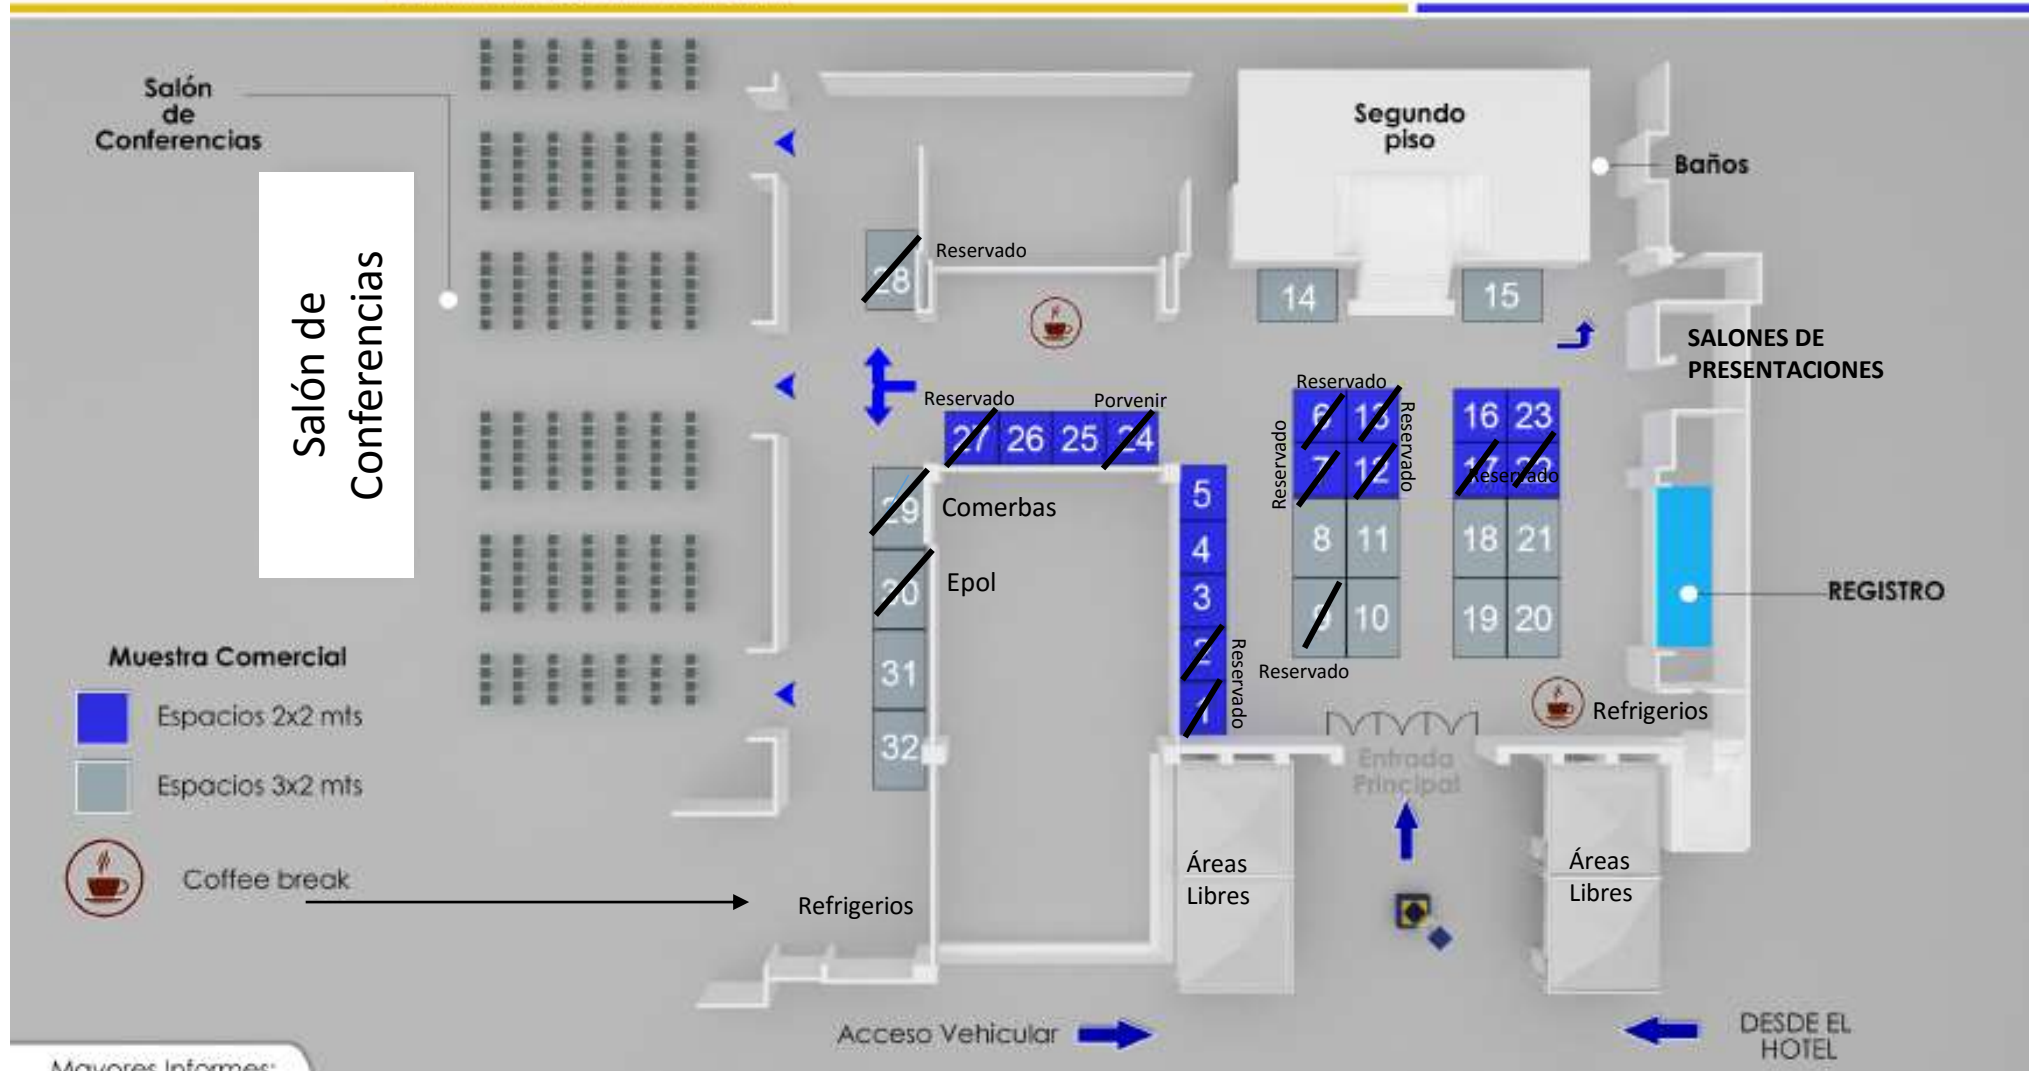 Salón
de
Conferencias
Salón de
Conferencias
Segundo
piso
Baños
28
Reservado
14
15
SALONES DE
PRESENTACIONES
Reservado
Porvenir
27 26 25 24
Reservado
6 13
Reservado
7 12
Reservado
Reservado
16 23
17 22
Reservado
29
Comerbas
30
Epol
31
32
5
4
3
2
1
Reservado
8 11
9 10
Reservado
18 21
19 20
REGISTRO
Muestra Comercial
Espacios 2x2 mts
Espacios 3x2 mts
Coffee break
Refrigerios
Refrigerios
Entrada
Principal
Áreas
Libres
Áreas
Libres
Acceso Vehicular
DESDE EL
HOTEL
Mayores Informes: